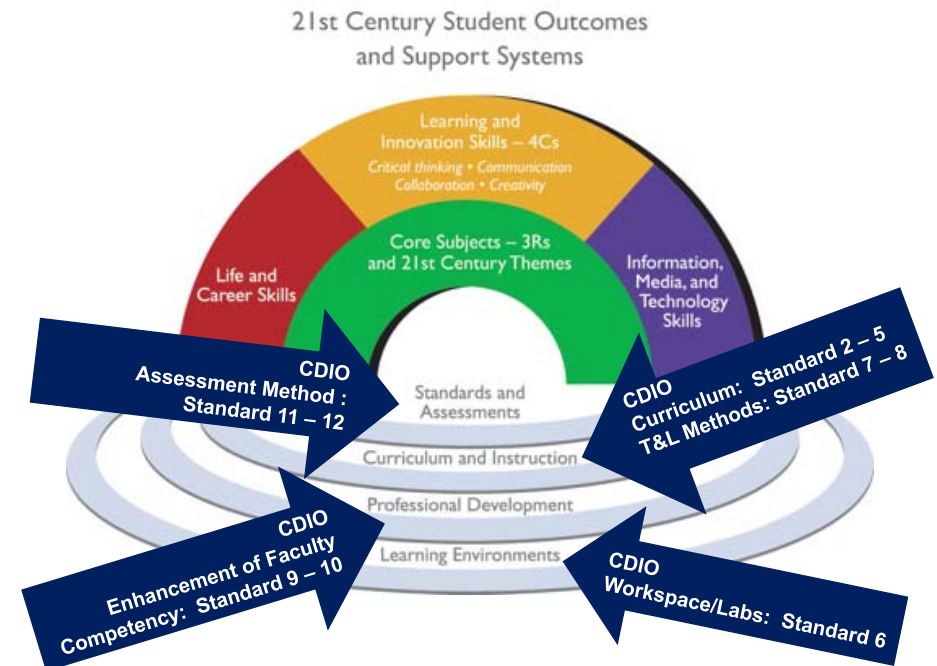 21st Century Student Outcomes
and Support Systems
Learning and
Innovation Skills – 4Cs
Critical thinking • Communication
Collaboration • Creativity
Core Subjects – 3Rs
and 21st Century Themes
Life and
Career Skills
Information,
Media, and
Technology
Skills
CDIO
Assessment Method :
Standard 11 – 12
Standards and
Assessments
CDIO
Curriculum: Standard 2 – 5
T&L Methods: Standard 7 – 8
Curriculum and Instruction
Professional Development
CDIO
Enhancement of Faculty
Competency: Standard 9 – 10
Learning Environments
CDIO
Workspace/Labs: Standard 6